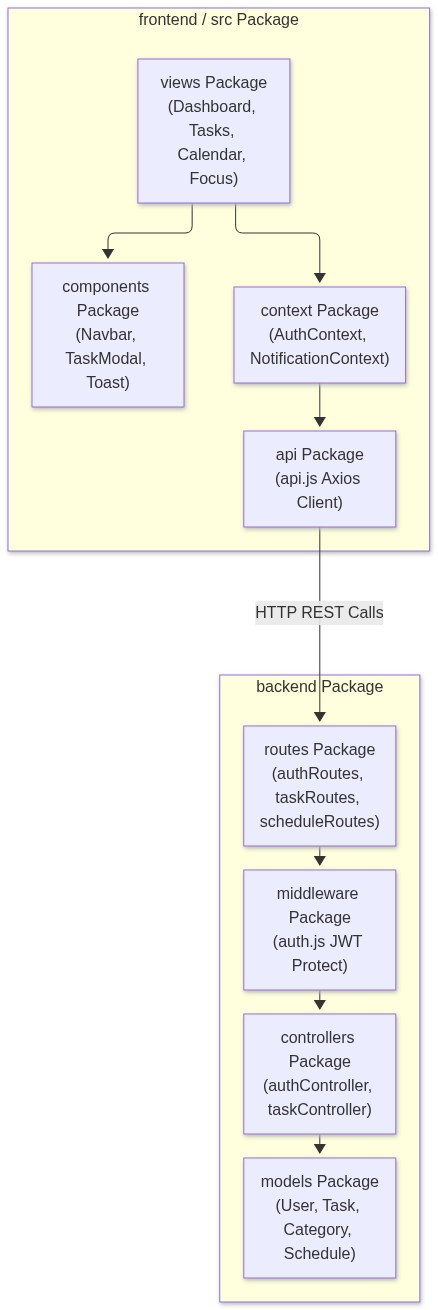 frontend / src Package
views Package
(Dashboard,
Tasks,
Calendar,
Focus)
components
Package
(Navbar,
TaskModal,
Toast)
context Package
(AuthContext,
NotificationContext)
api Package
(api.js Axios
Client)
HTTP REST Calls
backend Package
routes Package
(authRoutes,
taskRoutes,
scheduleRoutes)
middleware
Package
(auth.js JWT
Protect)
controllers
Package
(authController,
taskController)
models Package
(User, Task,
Category,
Schedule)